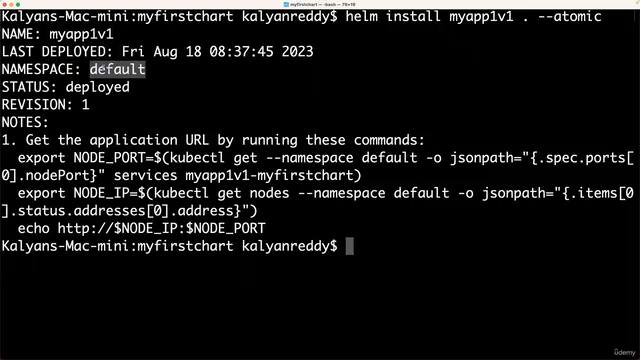 myfirstchart — -bash — 79×19
Kalyans-Mac-mini:myfirstchart kalyanreddy$ helm install myapp1v1 . --atomic
NAME: myapp1v1
LAST DEPLOYED: Fri Aug 18 08:37:45 2023
NAMESPACE: default
STATUS: deployed
REVISION: 1
NOTES:
1. Get the application URL by running these commands:
  export NODE_PORT=$(kubectl get --namespace default -o jsonpath="{.spec.ports[
0].nodePort}" services myapp1v1-myfirstchart)
  export NODE_IP=$(kubectl get nodes --namespace default -o jsonpath="{.items[0
].status.addresses[0].address}")
  echo http://$NODE_IP:$NODE_PORT
Kalyans-Mac-mini:myfirstchart kalyanreddy$
udemy